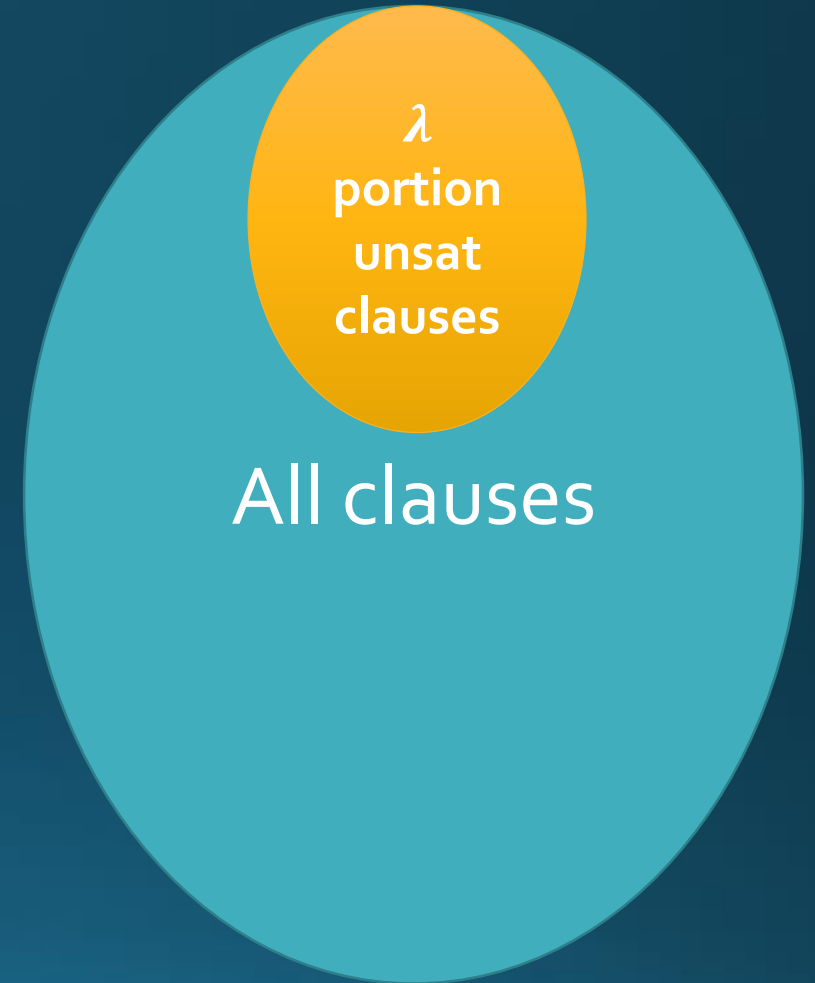 λ
portion
unsat
clauses
All clauses